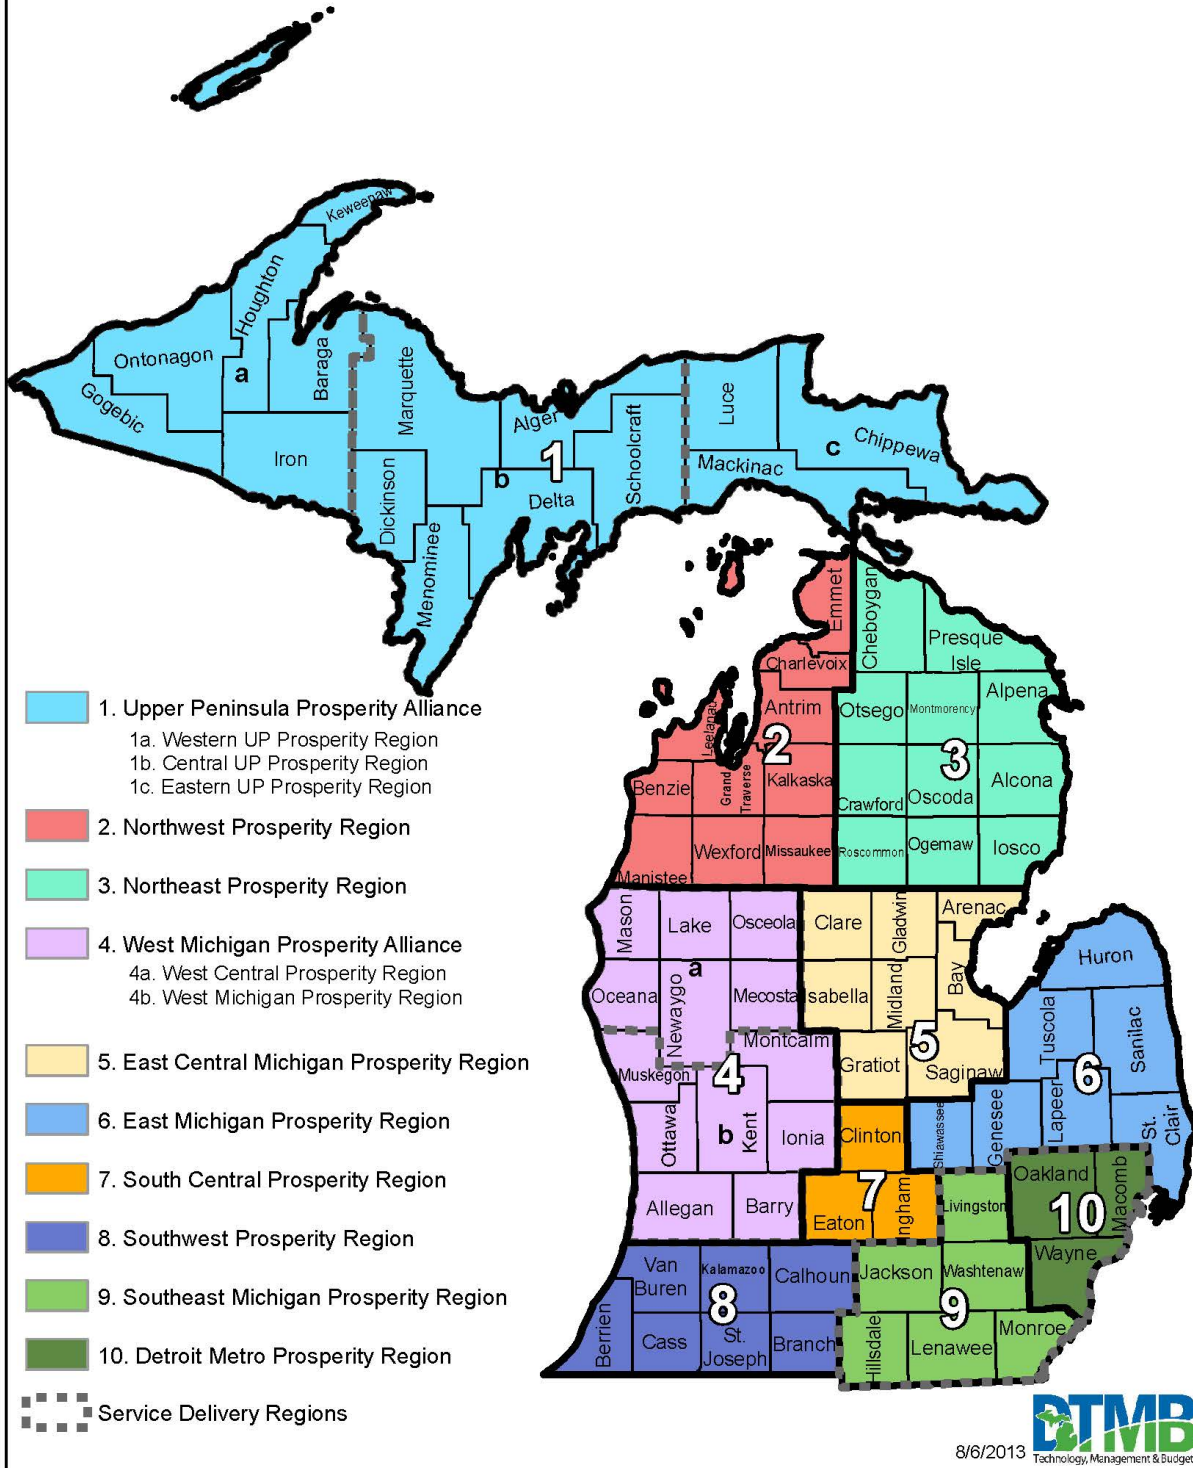 Keweenaw
Houghton
Ontonagon
a
Baraga
Gogebic
Iron
Marquette
Alger
Schoolcraft
Luce
Chippewa
c
Mackinac
1
b
Delta
Dickinson
Menominee
Emmet
Cheboygan
Presque
Isle
Charlevoix
Antrim
Otsego
Montmorency
Alpena
Leelanau
2
3
Benzie
Grand
Traverse
Kalkaska
Crawford
Oscoda
Alcona
Manistee
Wexford
Missaukee
Roscommon
Ogemaw
Iosco
Mason
Lake
Osceola
Clare
Gladwin
Arenac
a
Oceana
Newaygo
Mecosta
Isabella
Midland
Bay
Huron
Montcalm
5
Tuscola
Sanilac
Muskegon
4
Gratiot
Saginaw
6
Ottawa
b
Kent
Ionia
Clinton
Shiawassee
Genesee
Lapeer
St.
Clair
Allegan
Barry
7
Eaton
Ingham
Livingston
Oakland
Macomb
10
Van
Buren
Kalamazoo
Calhoun
Jackson
Washtenaw
Wayne
8
9
Berrien
Cass
St.
Joseph
Branch
Hillsdale
Lenawee
Monroe
1. Upper Peninsula Prosperity Alliance
1a. Western UP Prosperity Region
1b. Central UP Prosperity Region
1c. Eastern UP Prosperity Region
2. Northwest Prosperity Region
3. Northeast Prosperity Region
4. West Michigan Prosperity Alliance
4a. West Central Prosperity Region
4b. West Michigan Prosperity Region
5. East Central Michigan Prosperity Region
6. East Michigan Prosperity Region
7. South Central Prosperity Region
8. Southwest Prosperity Region
9. Southeast Michigan Prosperity Region
10. Detroit Metro Prosperity Region
Service Delivery Regions
8/6/2013
DTMB
Technology, Management & Budget